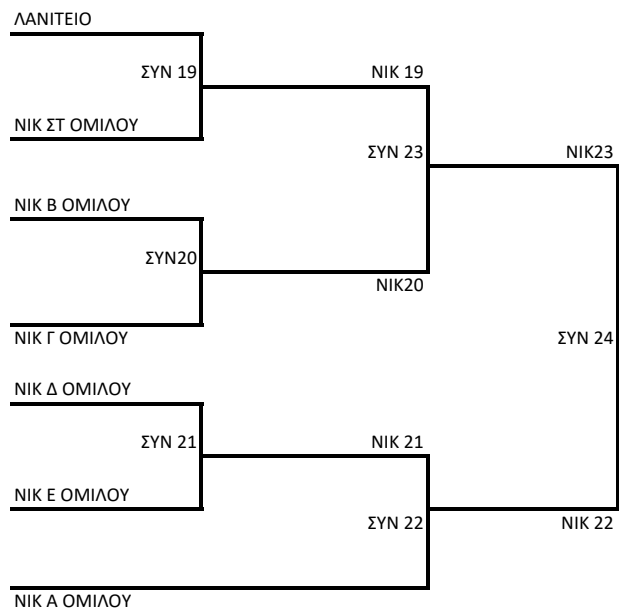 ΛΑΝΙΤΕΙΟ
ΣΥΝ 19
ΝΙΚ 19
ΝΙΚ ΣΤ ΟΜΙΛΟΥ
ΣΥΝ 23
ΝΙΚ23
ΝΙΚ Β ΟΜΙΛΟΥ
ΣΥΝ20
ΝΙΚ20
ΝΙΚ Γ ΟΜΙΛΟΥ
ΣΥΝ 24
ΝΙΚ Δ ΟΜΙΛΟΥ
ΣΥΝ 21
ΝΙΚ 21
ΝΙΚ Ε ΟΜΙΛΟΥ
ΣΥΝ 22
ΝΙΚ 22
ΝΙΚ Α ΟΜΙΛΟΥ